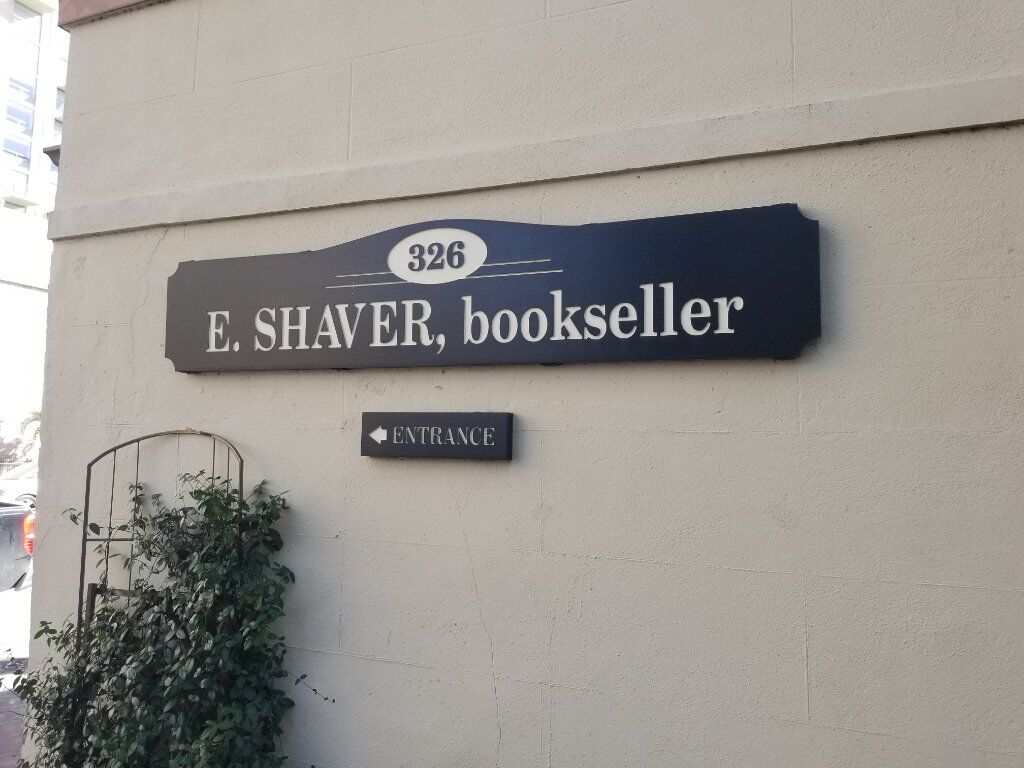 326
E. SHAVER, bookseller
ENTRANCE